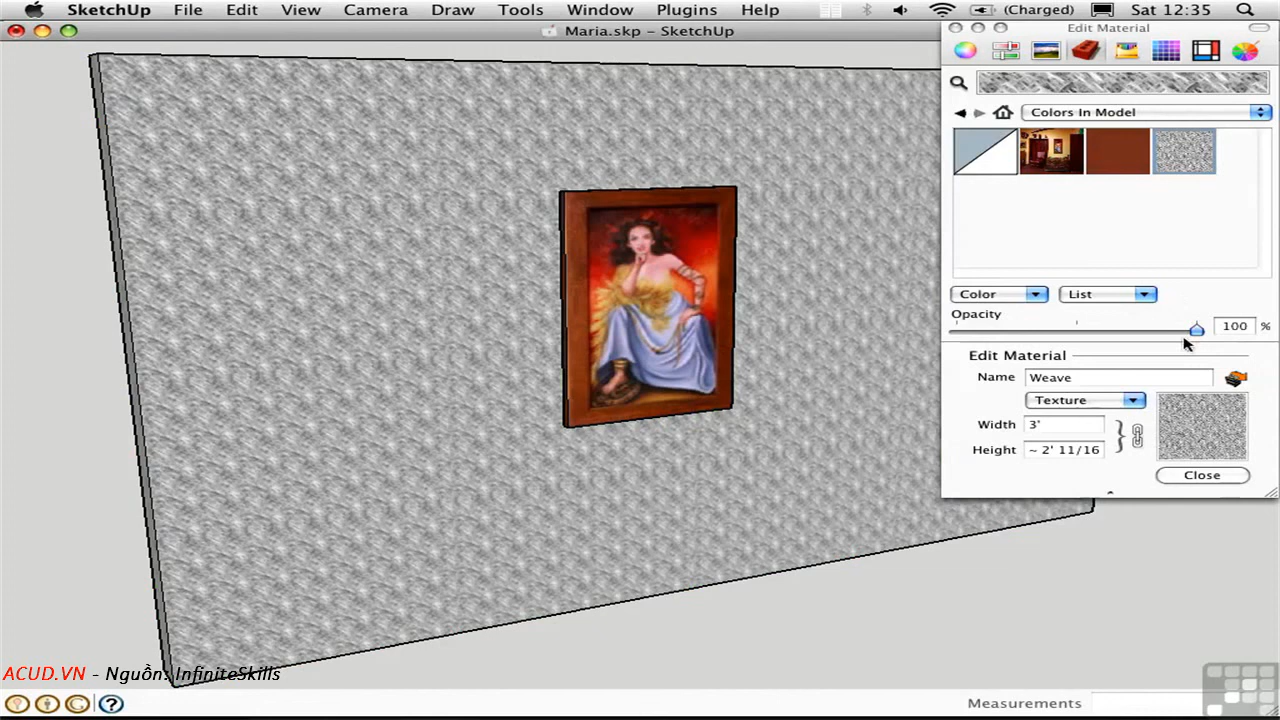 SketchUp File Edit View Camera Draw Tools Window Plugins Help (Charged) Sat 12:35
Maria.skp – SketchUp
Edit Material
Colors In Model
Color List
Opacity
100 %
Edit Material
Name Weave
Texture
Width 3'
Height ~ 2' 11/16
Close
ACUD.VN - Nguồn: InfiniteSkills
Measurements